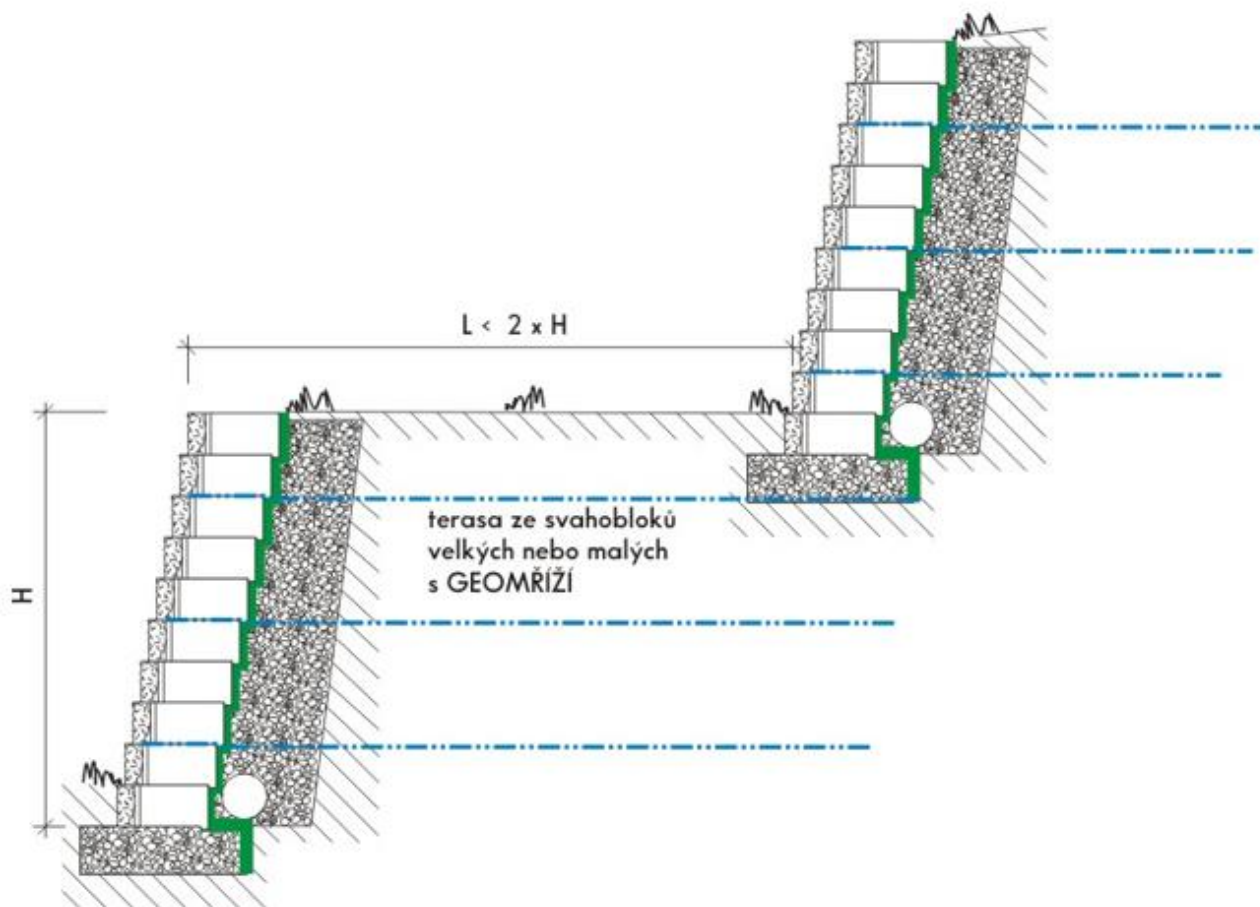 L < 2 x H
terasa ze svahobloků
velkých nebo malých
s GEOMŘÍŽÍ
H